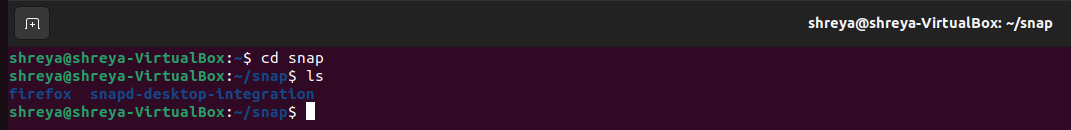 shreya@shreya-VirtualBox: ~/snap
shreya@shreya-VirtualBox:~$ cd snap
shreya@shreya-VirtualBox:~/snap$ ls
firefox  snapd-desktop-integration
shreya@shreya-VirtualBox:~/snap$